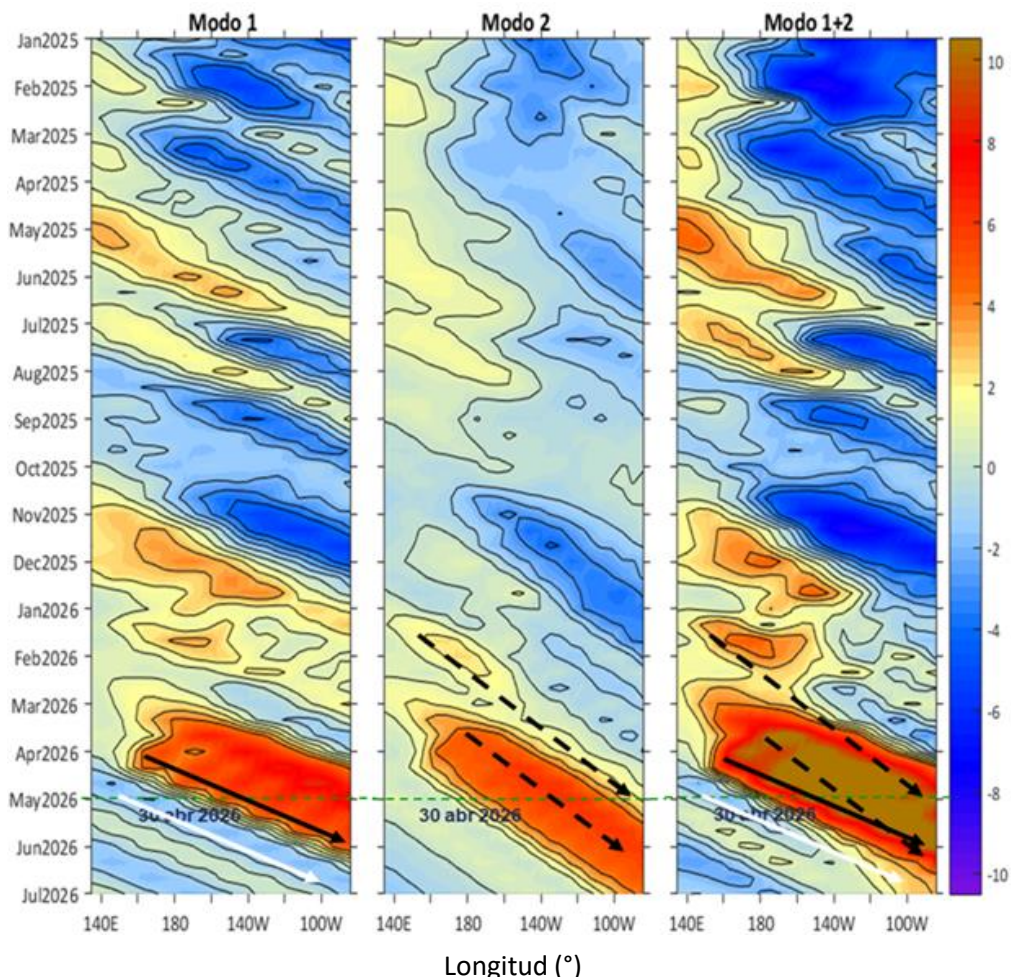 Modo 1 Modo 2 Modo 1+2
Jan2025
Feb2025
Mar2025
Apr2025
May2025
Jun2025
Jul2025
Aug2025
Sep2025
Oct2025
Nov2025
Dec2025
Jan2026
Feb2026
Mar2026
Apr2026
May2026
Jun2026
Jul2026
30 abr 2026 30 abr 2026 30 abr 2026
140E 180 140W 100W 140E 180 140W 100W 140E 180 140W 100W
10
8
6
4
2
0
-2
-4
-6
-8
-10
Longitud (°)